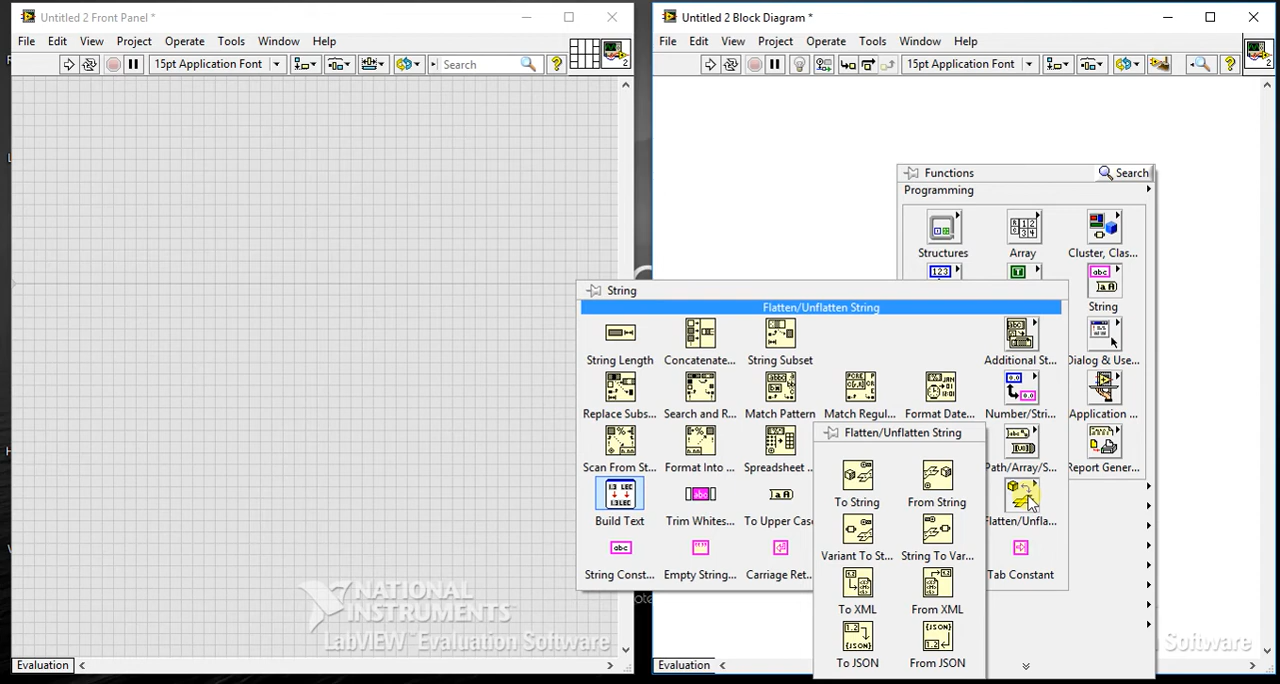 Untitled 2 Front Panel *
File Edit View Project Operate Tools Window Help
15pt Application Font
Search
2
NATIONAL
INSTRUMENTS
LabVIEW™ Evaluation Software
Evaluation
Untitled 2 Block Diagram *
File Edit View Project Operate Tools Window Help
15pt Application Font
2
Functions Search
Programming
Structures Array Cluster, Clas...
String
Dialog & Use...
Application ...
Report Gener...
String
Flatten/Unflatten String
String Length Concatenate... String Subset Additional St...
Replace Subs... Search and R... Match Pattern Match Regul... Format Date... Number/Stri...
Scan From St... Format Into ... Spreadsheet Path/Array/S...
Build Text Trim Whites... To Upper Cas Flatten/Unfla...
String Const... Empty String... Carriage Ret... Tab Constant
Flatten/Unflatten String
To String From String
Variant To St... String To Var...
To XML From XML
To JSON From JSON
Evaluation
Software